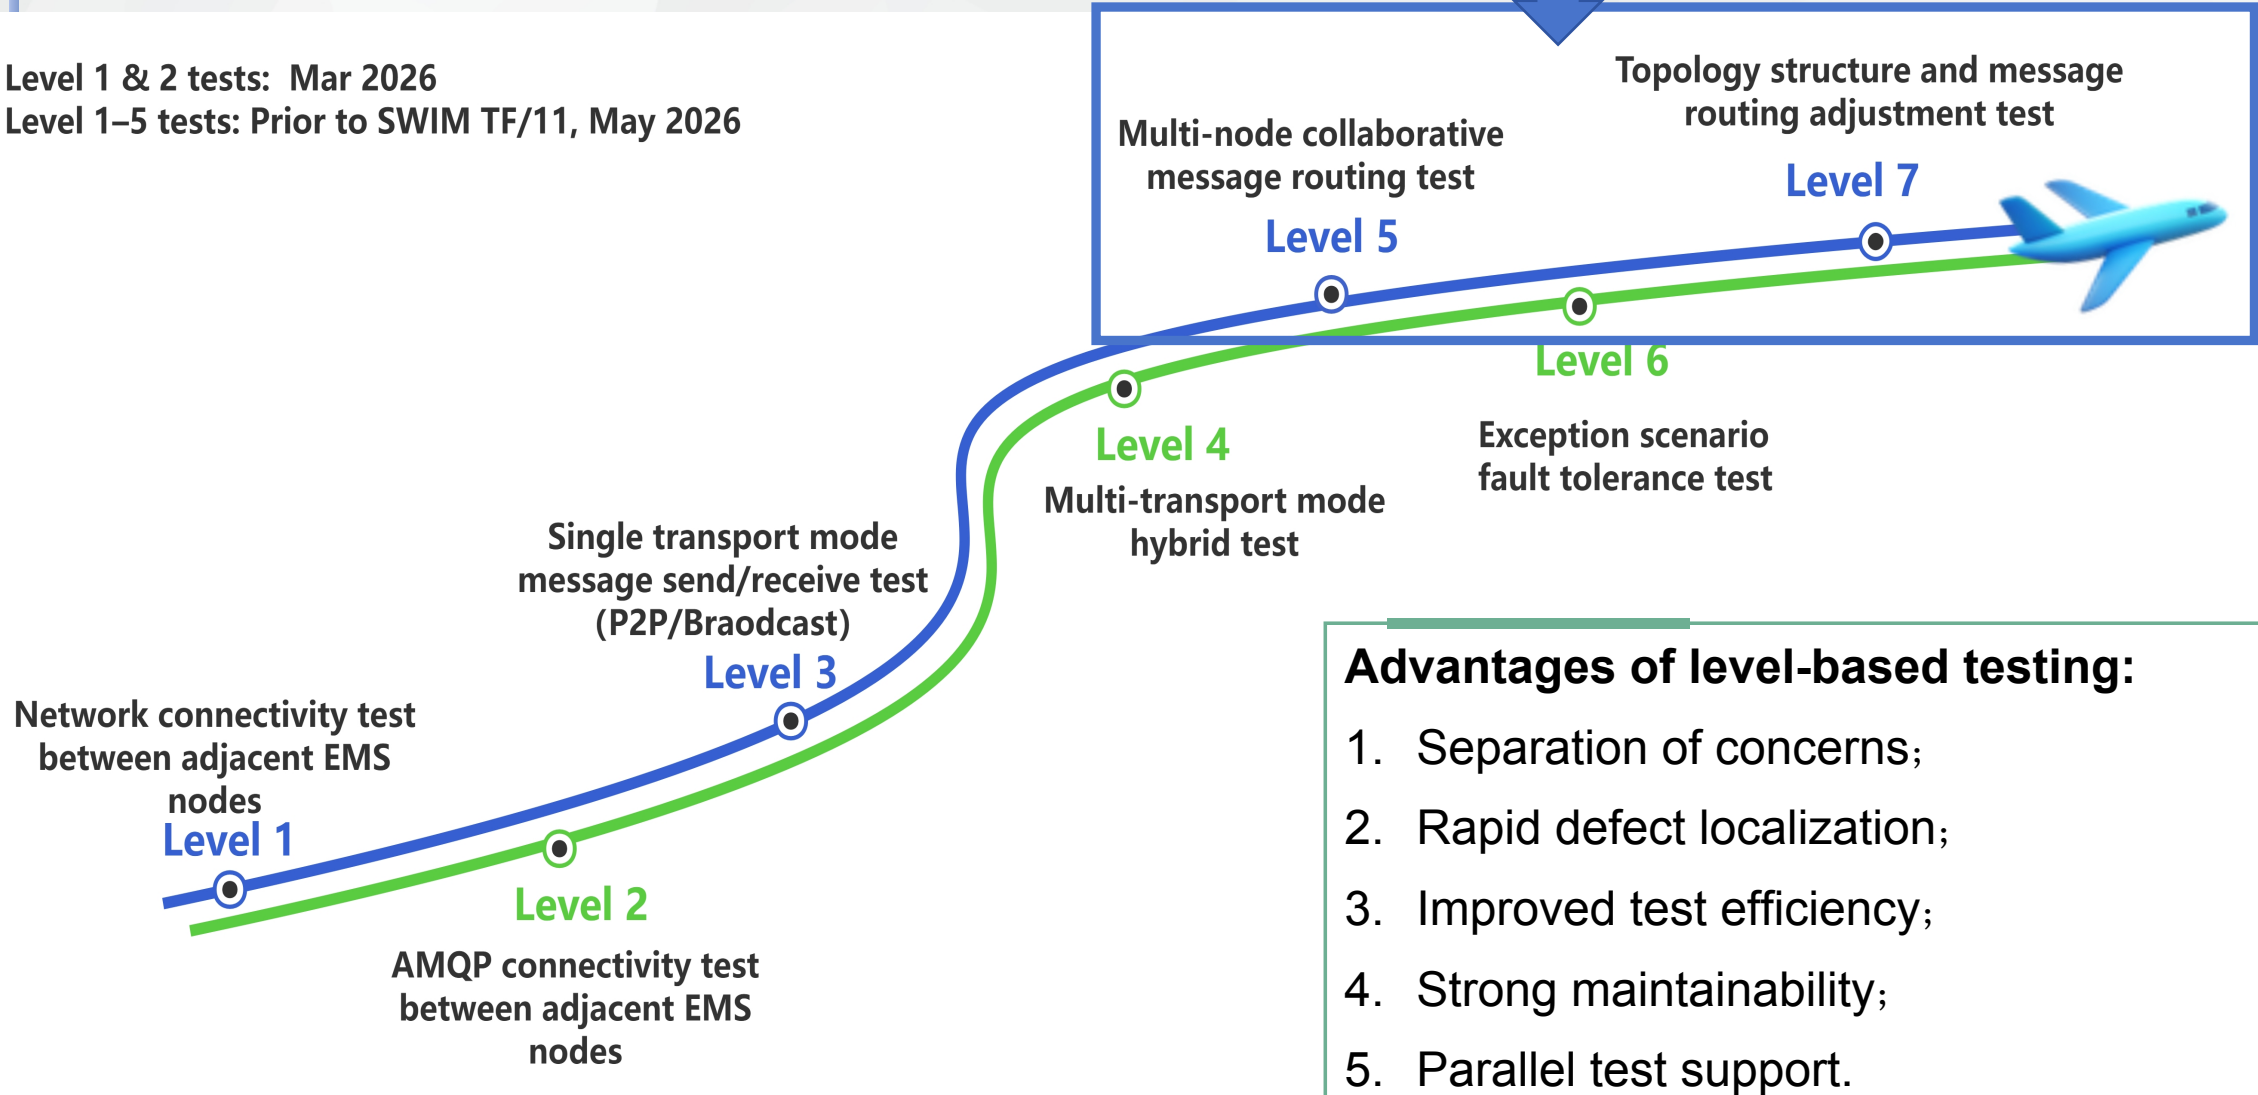 Level 1 & 2 tests:  Mar 2026
Level 1–5 tests: Prior to SWIM TF/11, May 2026
Topology structure and message
routing adjustment test
Level 7
Multi-node collaborative
message routing test
Level 5
Level 6
Exception scenario
fault tolerance test
Level 4
Multi-transport mode
hybrid test
Single transport mode
message send/receive test
(P2P/Braodcast)
Level 3
Network connectivity test
between adjacent EMS
nodes
Level 1
Level 2
AMQP connectivity test
between adjacent EMS
nodes
Advantages of level-based testing:
1. Separation of concerns；
2. Rapid defect localization；
3. Improved test efficiency；
4. Strong maintainability；
5. Parallel test support.